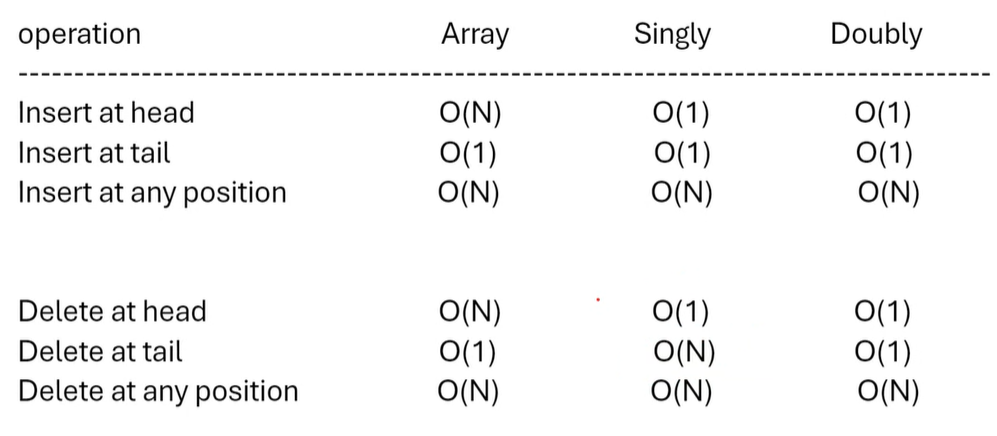 operation Array Singly Doubly
--------------------------------------------------------------------------------------------
Insert at head O(N) O(1) O(1)
Insert at tail O(1) O(1) O(1)
Insert at any position O(N) O(N) O(N)
Delete at head O(N) O(1) O(1)
Delete at tail O(1) O(N) O(1)
Delete at any position O(N) O(N) O(N)